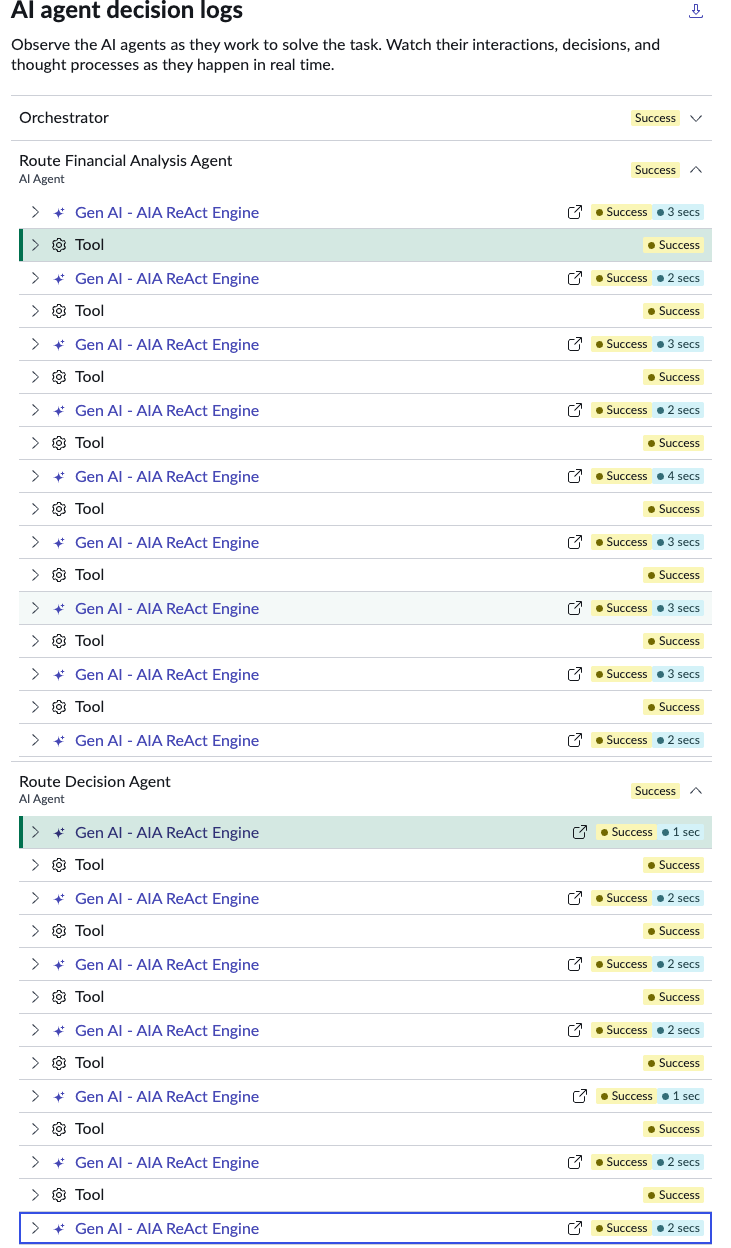 AI agent decision logs
Observe the AI agents as they work to solve the task. Watch their interactions, decisions, and
thought processes as they happen in real time.
Orchestrator Success
Route Financial Analysis Agent
AI Agent
Success
Gen AI - AIA ReAct Engine Success 3 secs
Tool Success
Gen AI - AIA ReAct Engine Success 2 secs
Tool Success
Gen AI - AIA ReAct Engine Success 3 secs
Tool Success
Gen AI - AIA ReAct Engine Success 2 secs
Tool Success
Gen AI - AIA ReAct Engine Success 4 secs
Tool Success
Gen AI - AIA ReAct Engine Success 3 secs
Tool Success
Gen AI - AIA ReAct Engine Success 3 secs
Tool Success
Gen AI - AIA ReAct Engine Success 3 secs
Tool Success
Gen AI - AIA ReAct Engine Success 2 secs
Route Decision Agent
AI Agent
Success
Gen AI - AIA ReAct Engine Success 1 sec
Tool Success
Gen AI - AIA ReAct Engine Success 2 secs
Tool Success
Gen AI - AIA ReAct Engine Success 2 secs
Tool Success
Gen AI - AIA ReAct Engine Success 2 secs
Tool Success
Gen AI - AIA ReAct Engine Success 1 sec
Tool Success
Gen AI - AIA ReAct Engine Success 2 secs
Tool Success
Gen AI - AIA ReAct Engine Success 2 secs